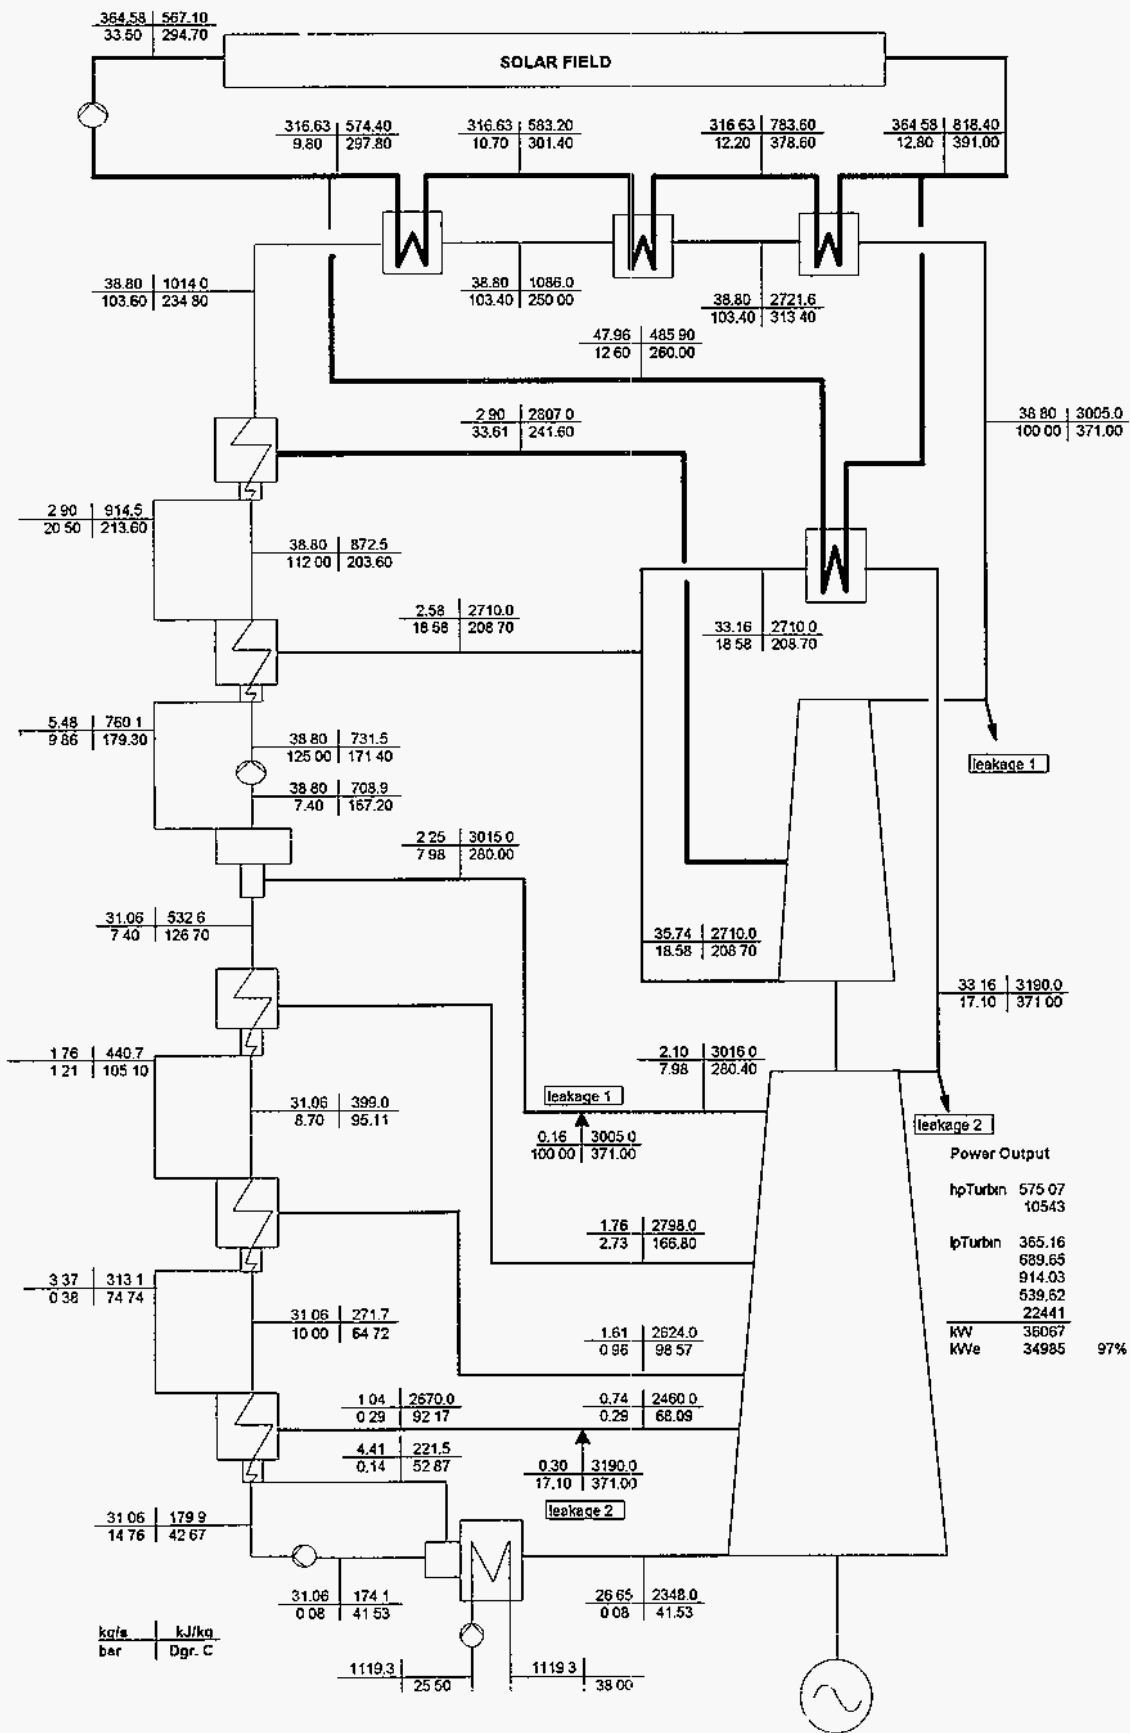 364.58 567.10
33.50 294.70
SOLAR FIELD
316.63 574.40
9.80 297.80
316.63 583.20
10.70 301.40
316 63 783.60
12.20 378.60
364 58 818.40
12.80 391.00
38.80 1014 0
103.60 234 80
38.80 1086.0
103.40 250 00
38.80 2721.6
103.40 313 40
47.96 485 90
12 60 260.00
2.90 2807 0
33.61 241.60
38 80 3005.0
100 00 371.00
2 90 914.5
20 50 213.60
38.80 872.5
112 00 203.60
2.58 2710.0
18 58 208 70
33.16 2710 0
18 58 208.70
5.48 760 1
9 86 179.30
38.80 731.5
125.00 171 40
leakage 1
38 80 708.9
7.40 167.20
2 25 3015 0
7 98 280.00
31.06 532 6
7 40 126 70
35.74 2710.0
18.58 208 70
33 16 3190.0
17.10 371 00
1 76 440.7
1 21 105 10
2.10 3016 0
7.98 280.40
leakage 1
31.06 399.0
8.70 95.11
leakage 2
0.16 3005 0
100 00 371.00
Power Output
hpTurbin 575 07
10543
1.76 2798.0
2.73 166.80
lpTurbin 365.16
689.65
914.03
539.62
22441
kW 36067
kWe 34985 97%
3 37 313 1
0 38 74 74
31 06 271.7
10 00 64 72
1.61 2624.0
0 96 98 57
1 04 2670.0
0 29 92 17
0.74 2460 0
0.29 68.09
4.41 221.5
0,14 52 87
0.30 3190.0
17.10 371.00
leakage 2
31 06 179 9
14 76 42 67
31.06 174.1
0 08 41 53
26 65 2348.0
0 08 41.53
kg/s kJ/kg
bar Dgr. C
1119.3
25 50
1119 3
38 00